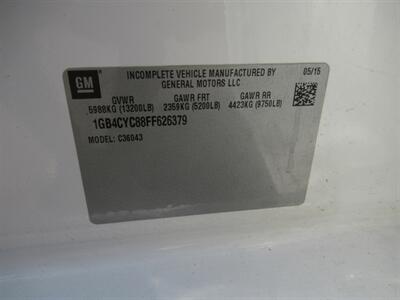 GM
INCOMPLETE VEHICLE MANUFACTURED BY
GENERAL MOTORS LLC
05/15
GVWR GAWR FRT GAWR RR
5988KG (13200LB) 2359KG (5200LB) 4423KG (9750LB)
1GB4CYC88FF626379
MODEL: C36043